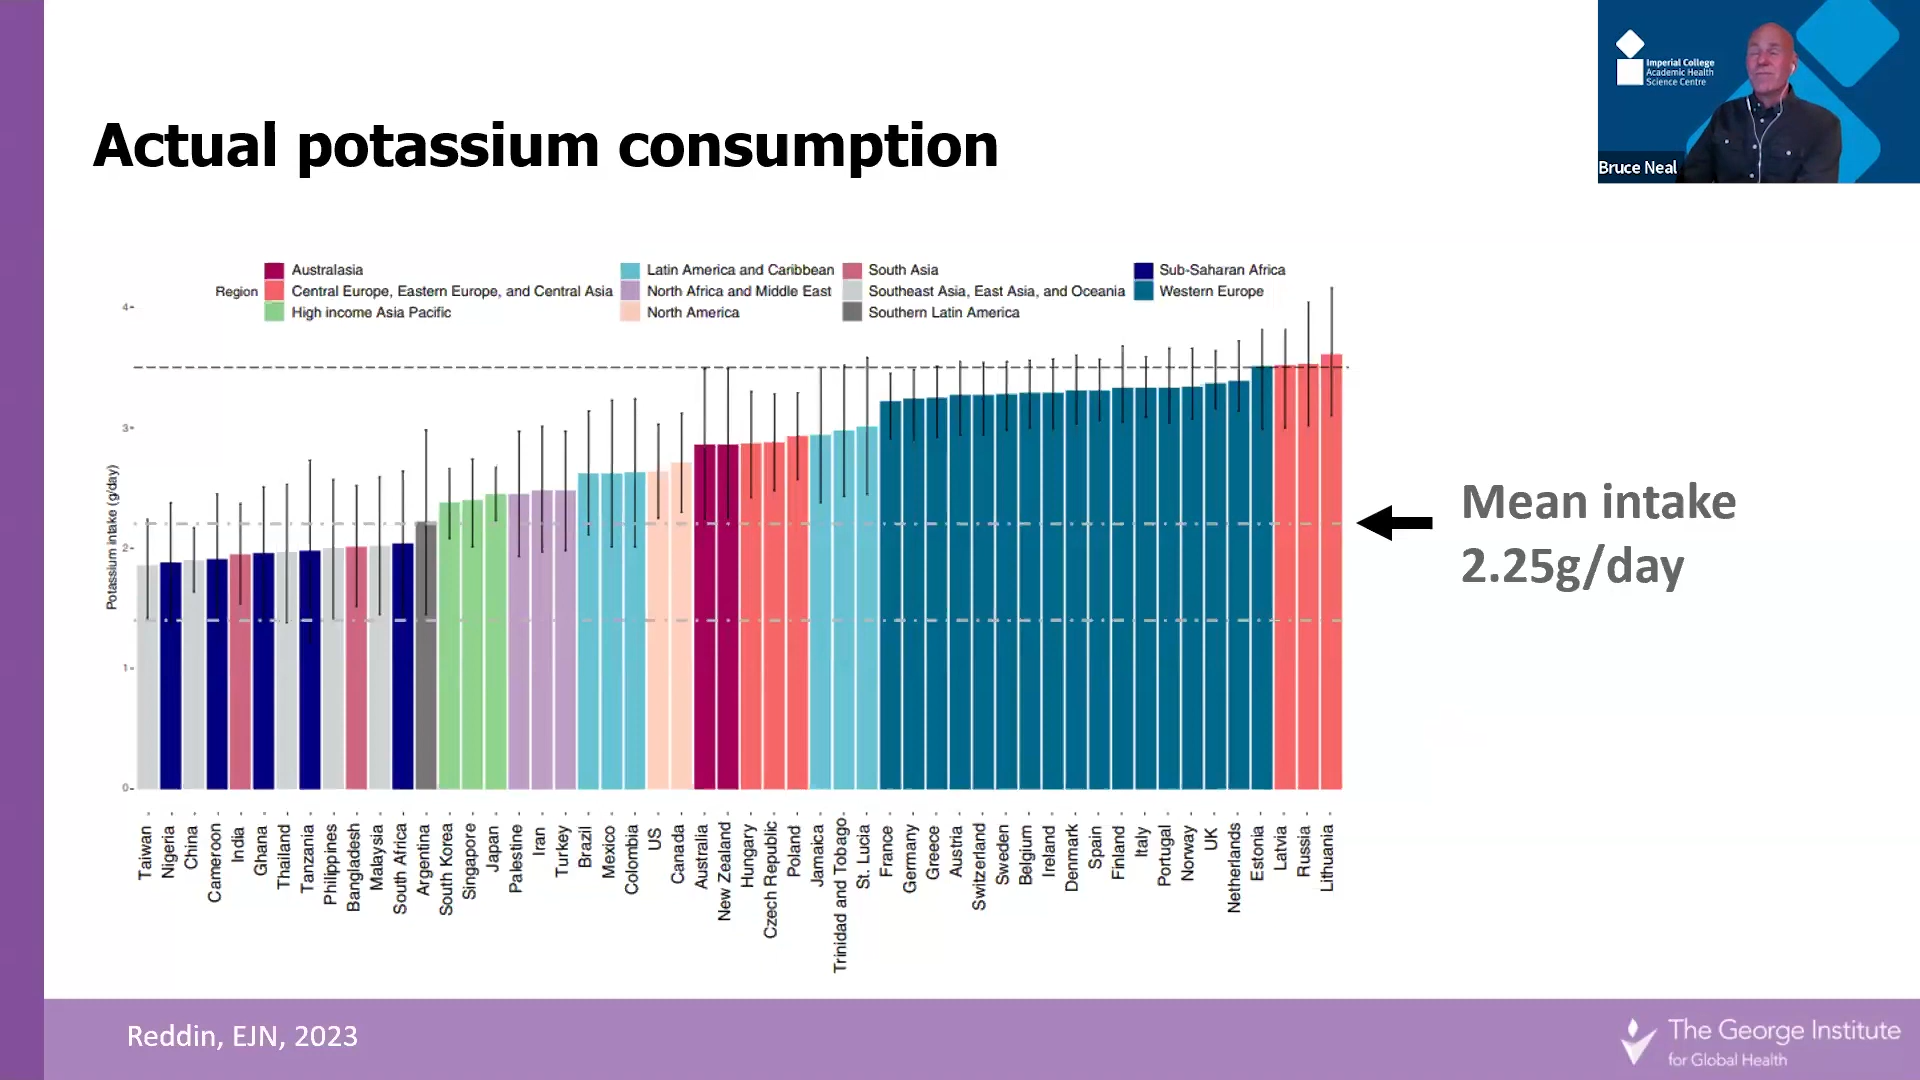 Imperial College
Academic Health
Science Centre
Bruce Neal
Actual potassium consumption
Region
Australasia
Central Europe, Eastern Europe, and Central Asia
High income Asia Pacific
Latin America and Caribbean
North Africa and Middle East
North America
South Asia
Southeast Asia, East Asia, and Oceania
Southern Latin America
Sub-Saharan Africa
Western Europe
Potassium intake (g/day)
4
3
2
1
0
Taiwan
Nigeria
China
Cameroon
India
Ghana
Thailand
Tanzania
Philippines
Bangladesh
Malaysia
South Africa
Argentina
South Korea
Singapore
Japan
Palestine
Iran
Turkey
Brazil
Mexico
Colombia
US
Canada
Australia
New Zealand
Hungary
Czech Republic
Poland
Jamaica
Trinidad and Tobago
St. Lucia
France
Germany
Greece
Austria
Switzerland
Sweden
Belgium
Ireland
Denmark
Spain
Finland
Italy
Portugal
Norway
UK
Netherlands
Estonia
Latvia
Russia
Lithuania
Mean intake
2.25g/day
Reddin, EJN, 2023
The George Institute
for Global Health